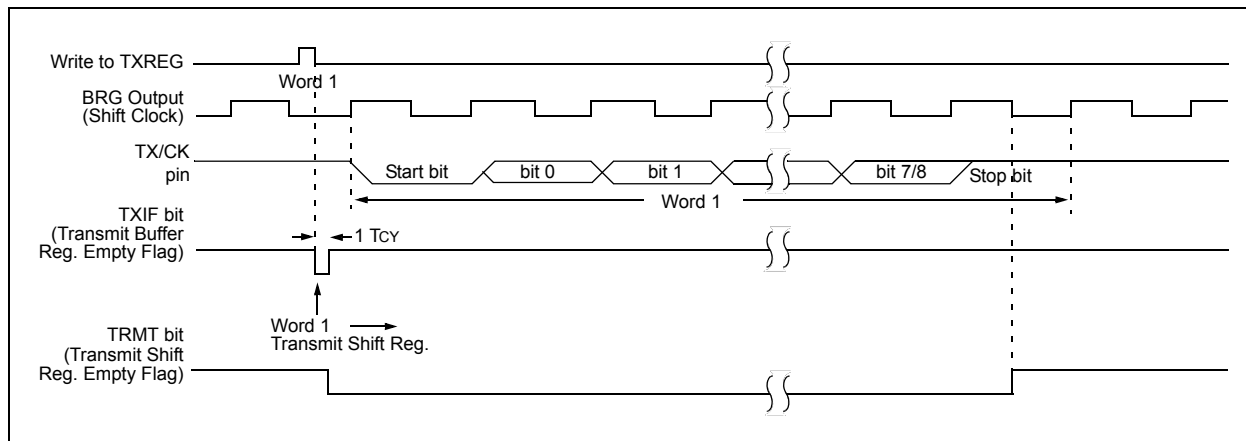 Write to TXREG
Word 1
BRG Output
(Shift Clock)
TX/CK
pin
Start bit
bit 0
bit 1
bit 7/8
Stop bit
Word 1
TXIF bit
(Transmit Buffer
Reg. Empty Flag)
1 TCY
Word 1
Transmit Shift Reg.
TRMT bit
(Transmit Shift
Reg. Empty Flag)